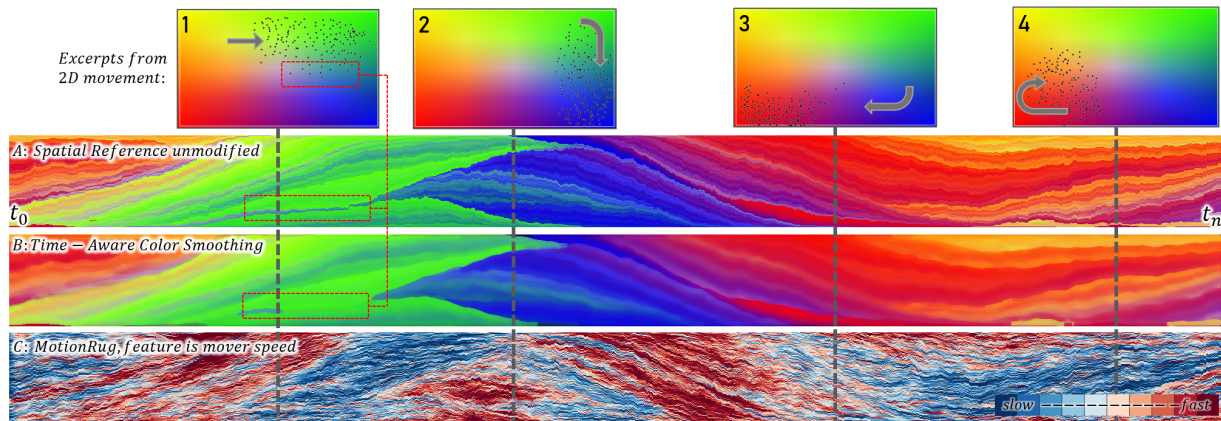 1
2
3
4
Excerpts from
2D movement:
A: Spatial Reference unmodified
t0
tn
B: Time − Aware Color Smoothing
C: MotionRug, feature is mover speed
slow
fast